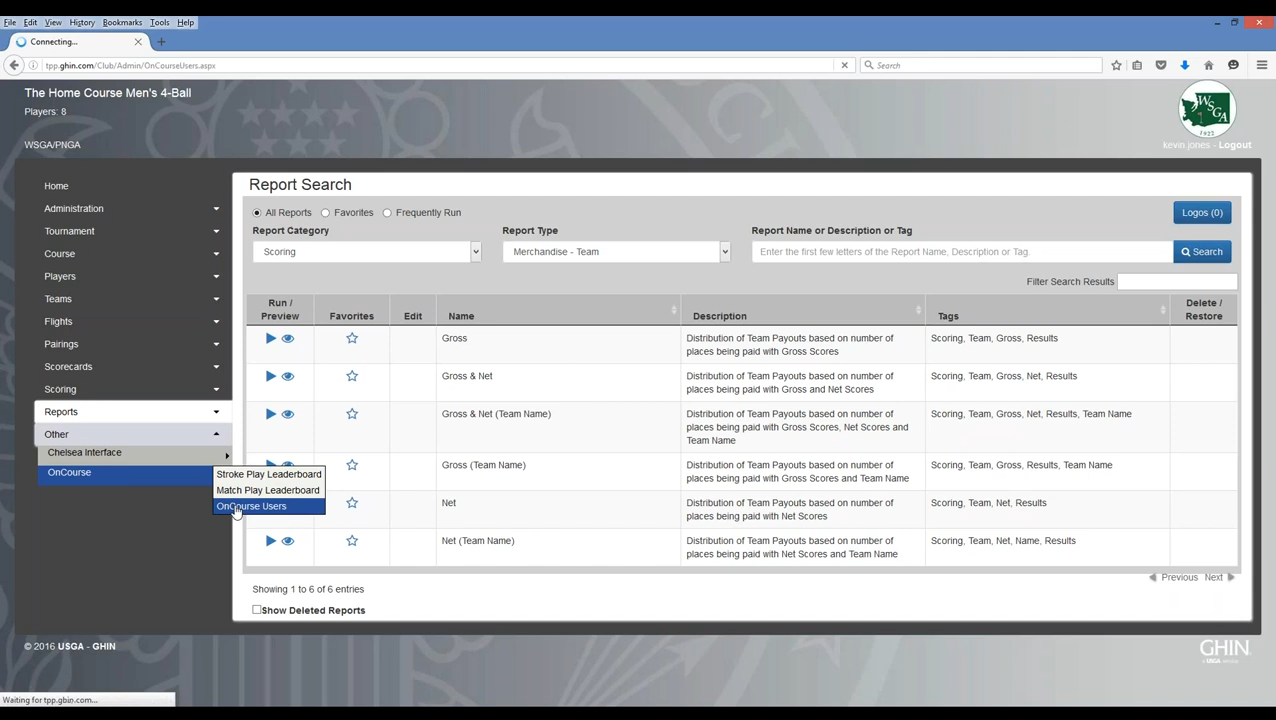 File Edit View History Bookmarks Tools Help
Connecting...
tpp.ghin.com/Club/Admin/OnCourseUsers.aspx
Search
The Home Course Men's 4-Ball
Players: 8
WSGA/PNGA
WSGA
1922
kevin.jones - Logout
Home
Administration
Tournament
Course
Players
Teams
Flights
Pairings
Scorecards
Scoring
Reports
Other
Chelsea Interface
OnCourse
Stroke Play Leaderboard
Match Play Leaderboard
OnCourse Users
Report Search
All Reports Favorites Frequently Run
Logos (0)
Report Category Report Type Report Name or Description or Tag
Scoring Merchandise - Team Enter the first few letters of the Report Name, Description or Tag. Search
Filter Search Results
Run / Preview Favorites Edit Name Description Tags Delete / Restore
Gross Distribution of Team Payouts based on number of Scoring, Team, Gross, Results
places being paid with Gross Scores
Gross & Net Distribution of Team Payouts based on number of Scoring, Team, Gross, Net, Results
places being paid with Gross and Net Scores
Gross & Net (Team Name) Distribution of Team Payouts based on number of Scoring, Team, Gross, Net, Results, Team Name
places being paid with Gross Scores, Net Scores and
Team Name
Gross (Team Name) Distribution of Team Payouts based on number of Scoring, Team, Gross, Results, Team Name
places being paid with Gross Scores and Team Name
Net Distribution of Team Payouts based on number of Scoring, Team, Net, Results
places being paid with Net Scores
Net (Team Name) Distribution of Team Payouts based on number of Scoring, Team, Net, Name, Results
places being paid with Net Scores and Team Name
Showing 1 to 6 of 6 entries
Previous Next
Show Deleted Reports
© 2016 USGA - GHIN
GHIN
Waiting for tpp.ghin.com...